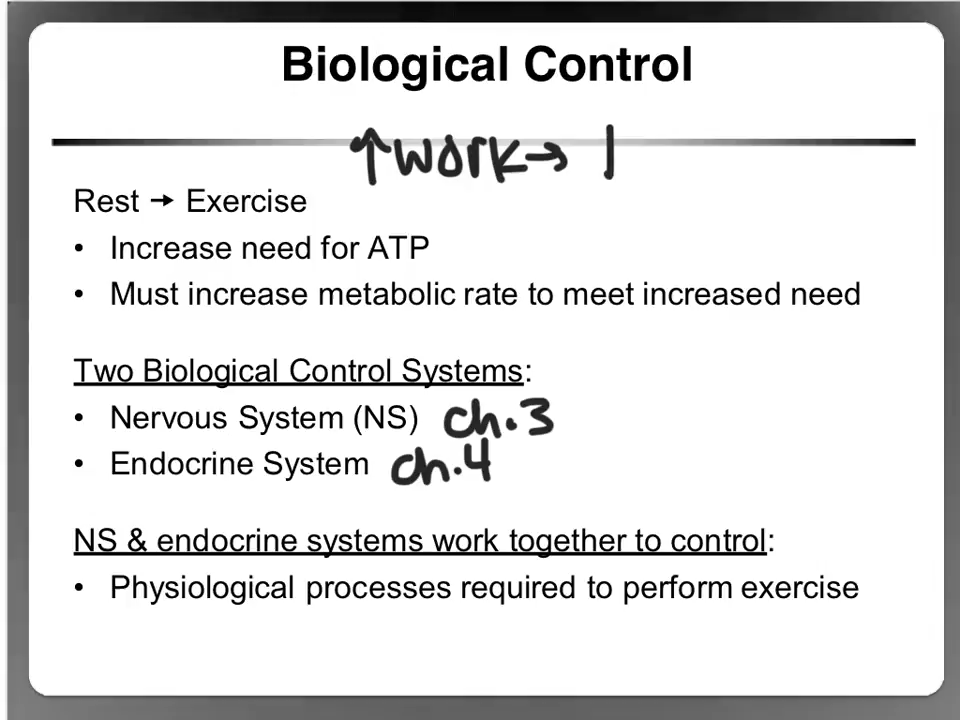 Biological Control
↑work→ |
Rest → Exercise
• Increase need for ATP
• Must increase metabolic rate to meet increased need
Two Biological Control Systems:
• Nervous System (NS) ch.3
• Endocrine System ch.4
NS & endocrine systems work together to control:
• Physiological processes required to perform exercise